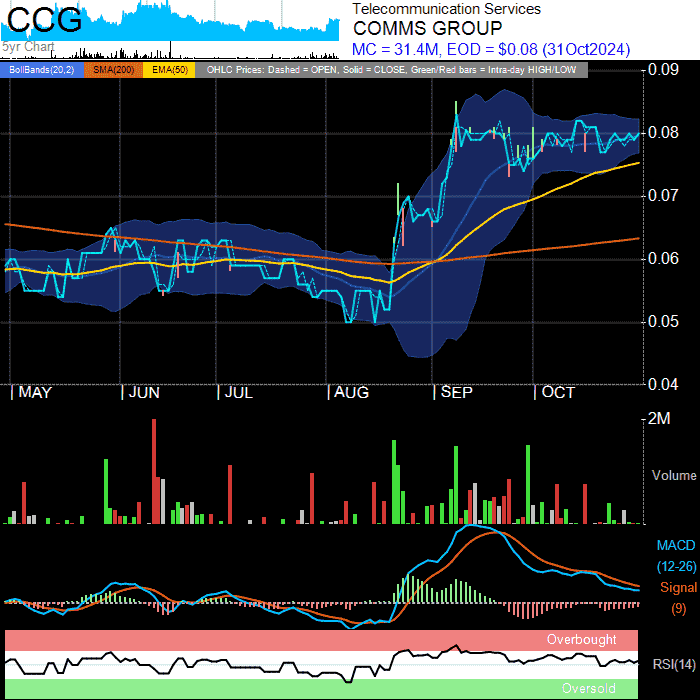 CCG
5yr Chart
Telecommunication Services
COMMS GROUP
MC = 31.4M, EOD = $0.08 (31Oct2024)
BollBands(20,2) SMA(200) EMA(50) OHLC Prices: Dashed = OPEN, Solid = CLOSE, Green/Red bars = Intra-day HIGH/LOW
0.09
0.08
0.07
0.06
0.05
0.04
MAY JUN JUL AUG SEP OCT
2M
Volume
MACD
(12-26)
Signal
(9)
Overbought
RSI(14)
Oversold